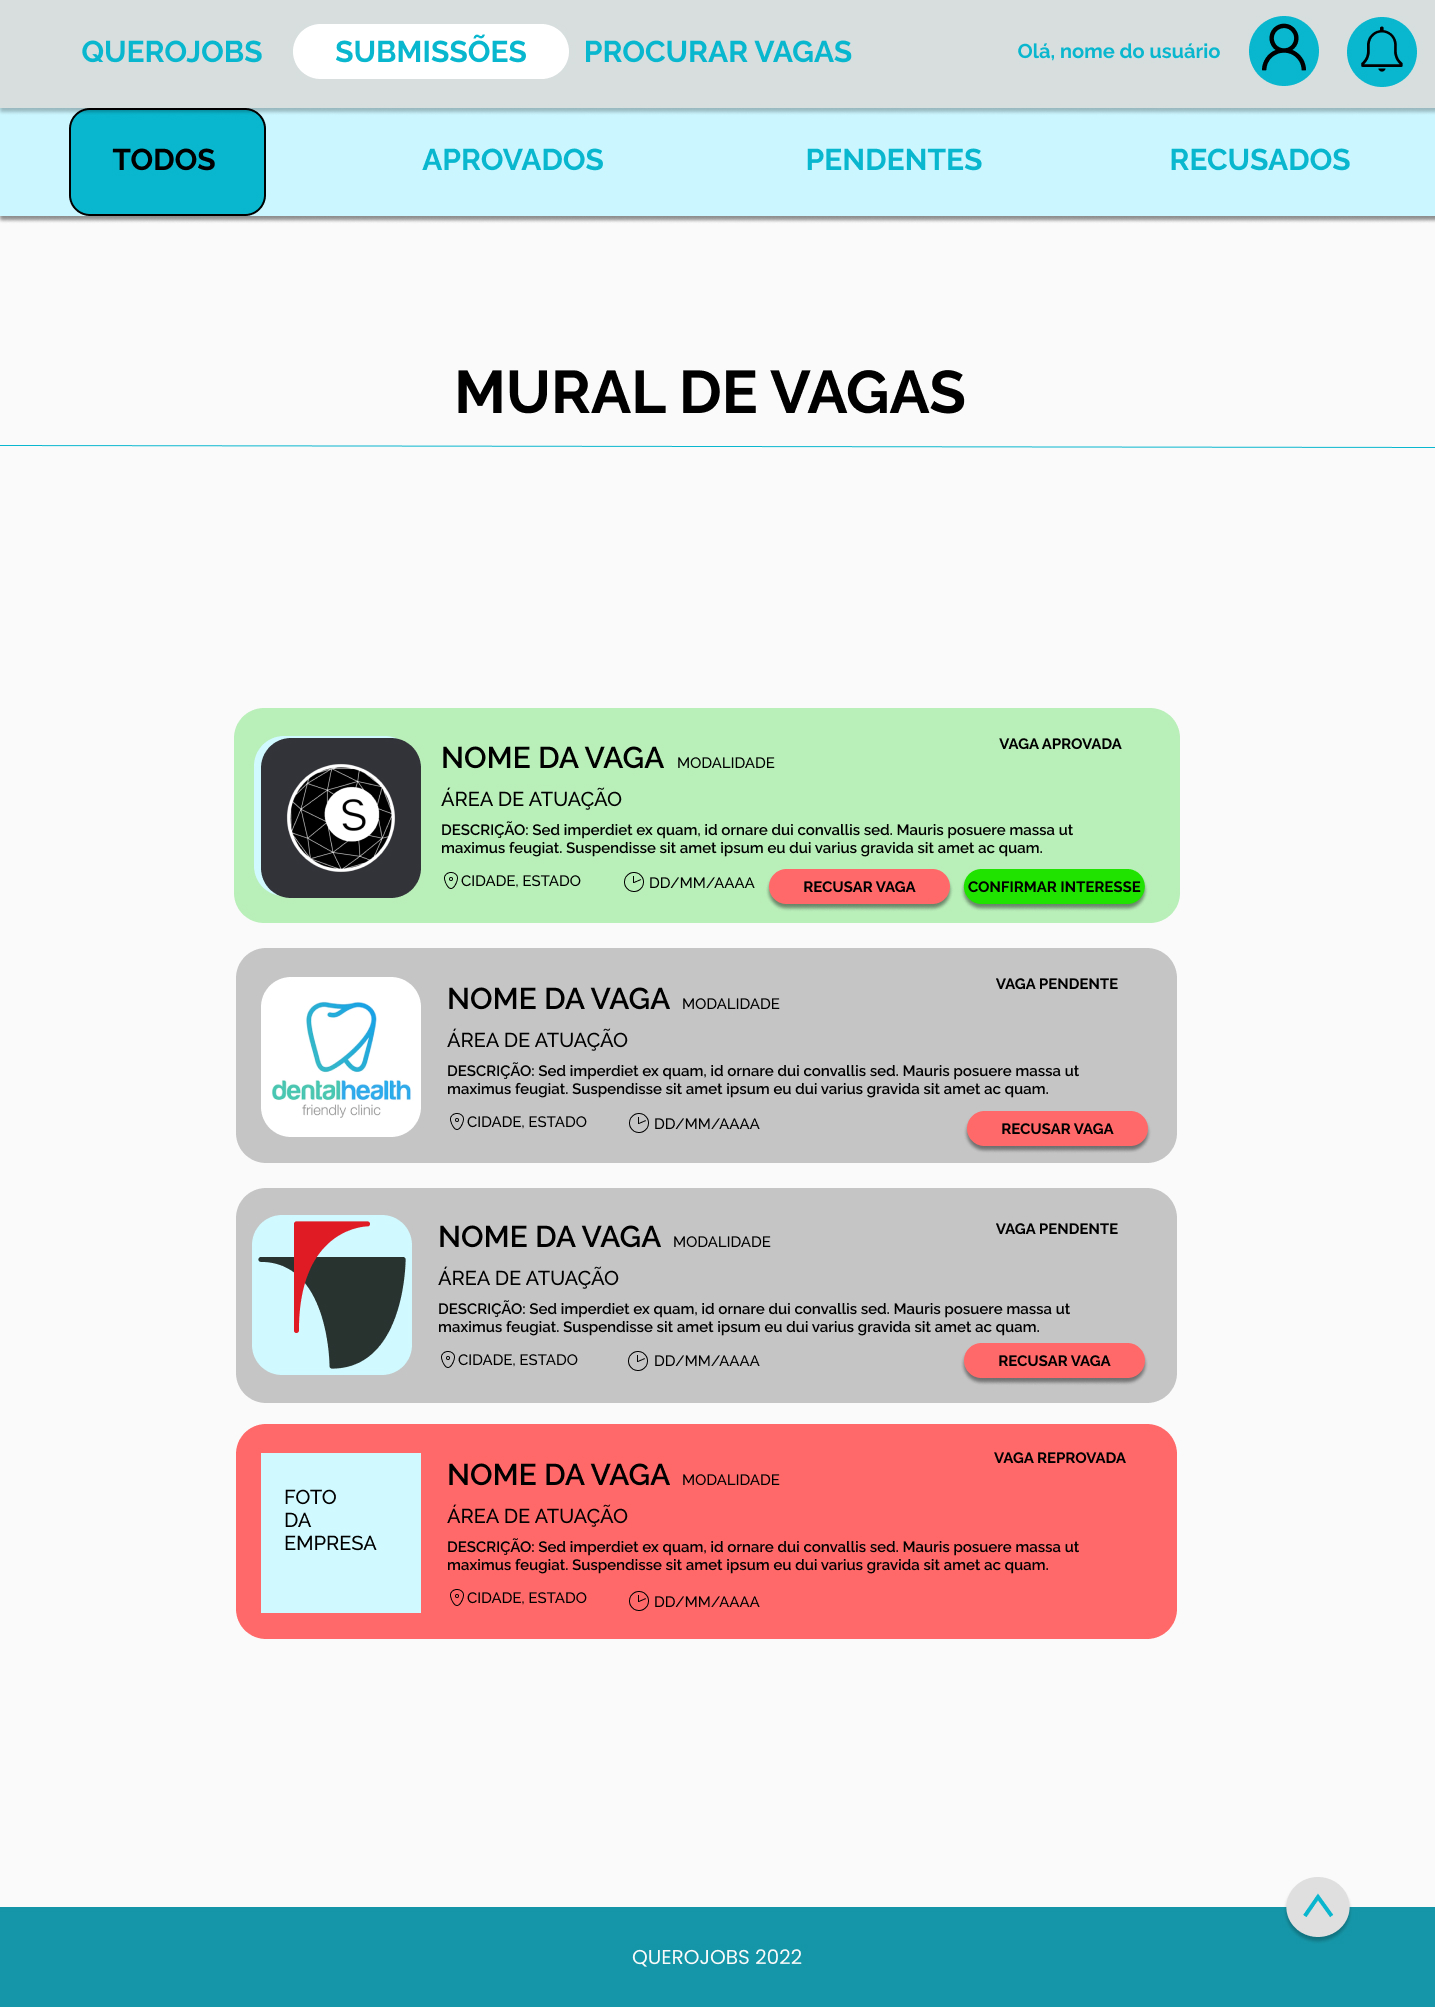 QUEROJOBS
SUBMISSÕES
PROCURAR VAGAS
Olá, nome do usuário
TODOS
APROVADOS
PENDENTES
RECUSADOS
MURAL DE VAGAS
VAGA APROVADA
S
NOME DA VAGA MODALIDADE
ÁREA DE ATUAÇÃO
DESCRIÇÃO: Sed imperdiet ex quam, id ornare dui convallis sed. Mauris posuere massa ut
maximus feugiat. Suspendisse sit amet ipsum eu dui varius gravida sit amet ac quam.
CIDADE, ESTADO
DD/MM/AAAA
RECUSAR VAGA
CONFIRMAR INTERESSE
VAGA PENDENTE
dentalhealth
friendly clinic
NOME DA VAGA MODALIDADE
ÁREA DE ATUAÇÃO
DESCRIÇÃO: Sed imperdiet ex quam, id ornare dui convallis sed. Mauris posuere massa ut
maximus feugiat. Suspendisse sit amet ipsum eu dui varius gravida sit amet ac quam.
CIDADE, ESTADO
DD/MM/AAAA
RECUSAR VAGA
VAGA PENDENTE
NOME DA VAGA MODALIDADE
ÁREA DE ATUAÇÃO
DESCRIÇÃO: Sed imperdiet ex quam, id ornare dui convallis sed. Mauris posuere massa ut
maximus feugiat. Suspendisse sit amet ipsum eu dui varius gravida sit amet ac quam.
CIDADE, ESTADO
DD/MM/AAAA
RECUSAR VAGA
VAGA REPROVADA
FOTO
DA
EMPRESA
NOME DA VAGA MODALIDADE
ÁREA DE ATUAÇÃO
DESCRIÇÃO: Sed imperdiet ex quam, id ornare dui convallis sed. Mauris posuere massa ut
maximus feugiat. Suspendisse sit amet ipsum eu dui varius gravida sit amet ac quam.
CIDADE, ESTADO
DD/MM/AAAA
QUEROJOBS 2022